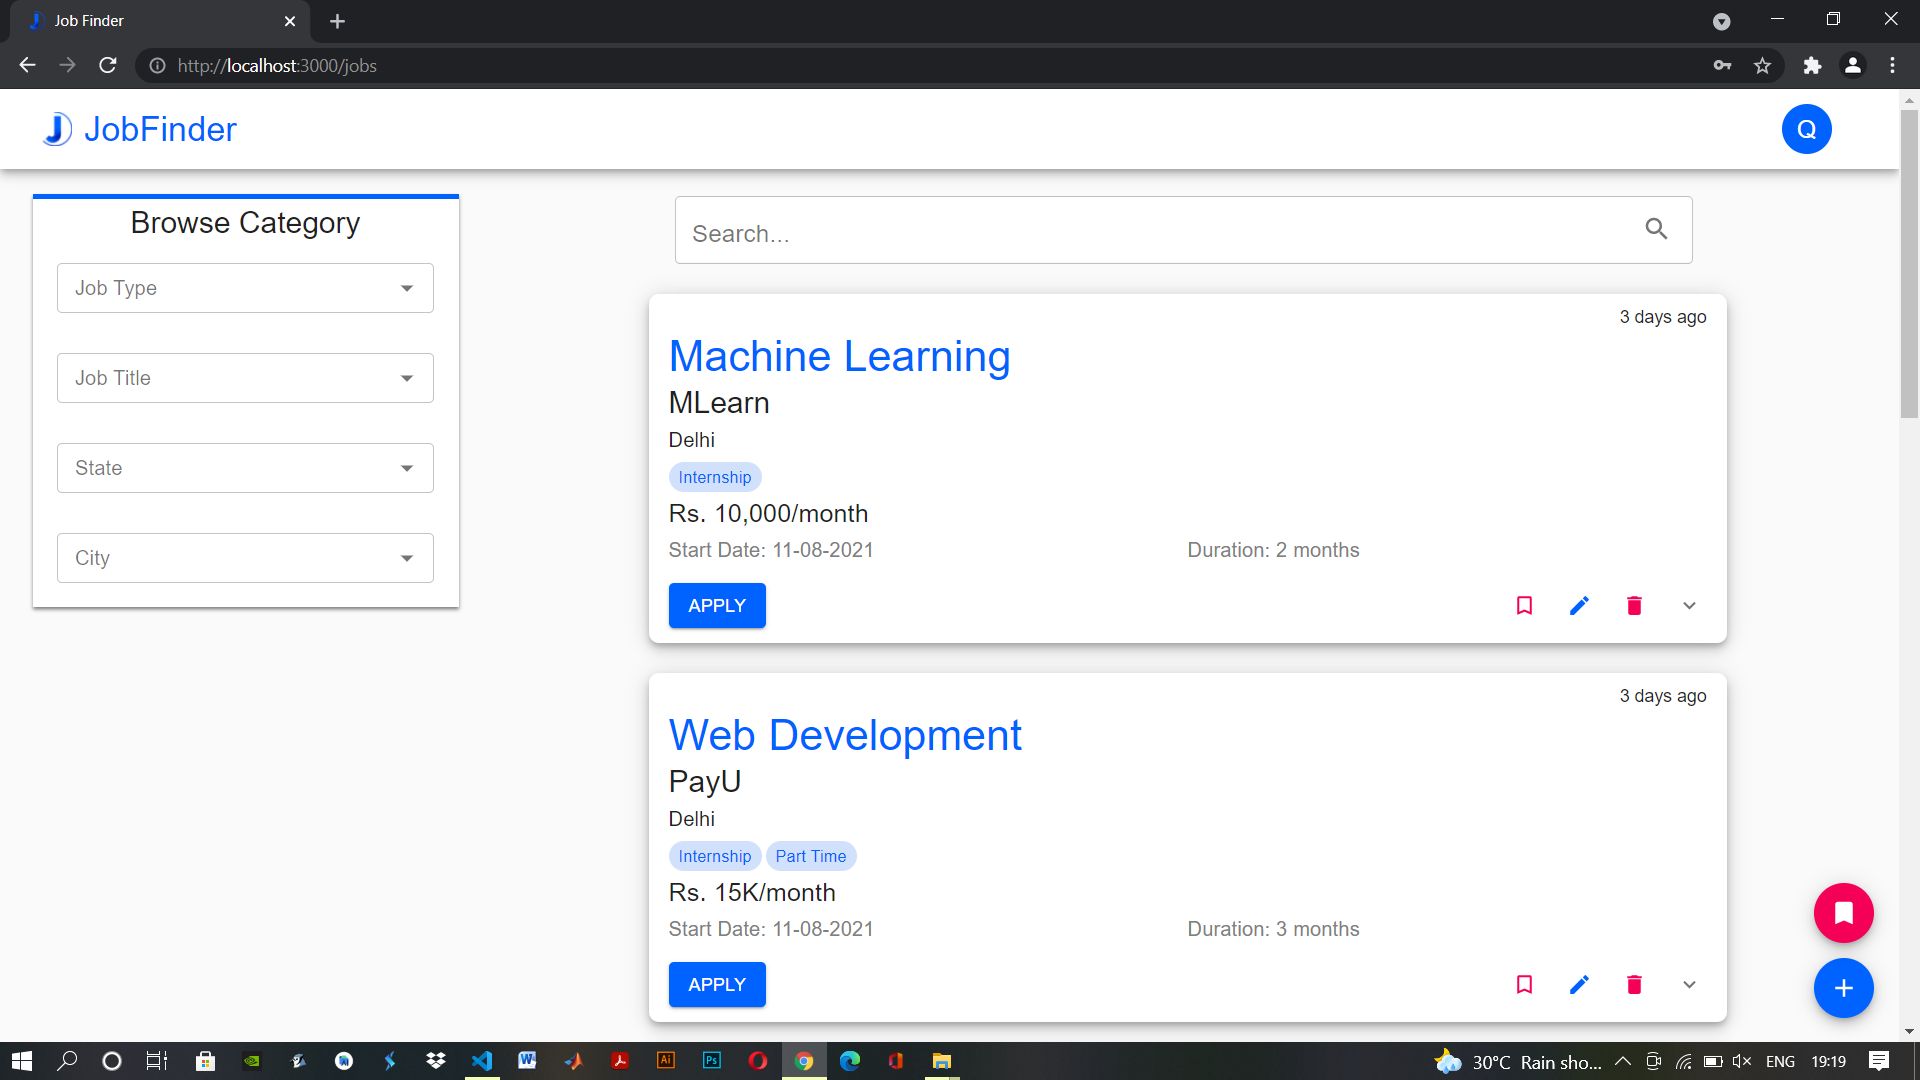 Job Finder
http://localhost:3000/jobs
J JobFinder
Q
Browse Category
Job Type
Job Title
State
City
Search...
3 days ago
Machine Learning
MLearn
Delhi
Internship
Rs. 10,000/month
Start Date: 11-08-2021 Duration: 2 months
APPLY
3 days ago
Web Development
PayU
Delhi
Internship Part Time
Rs. 15K/month
Start Date: 11-08-2021 Duration: 3 months
APPLY
Ai Ps 30°C Rain sho... ENG 19:19